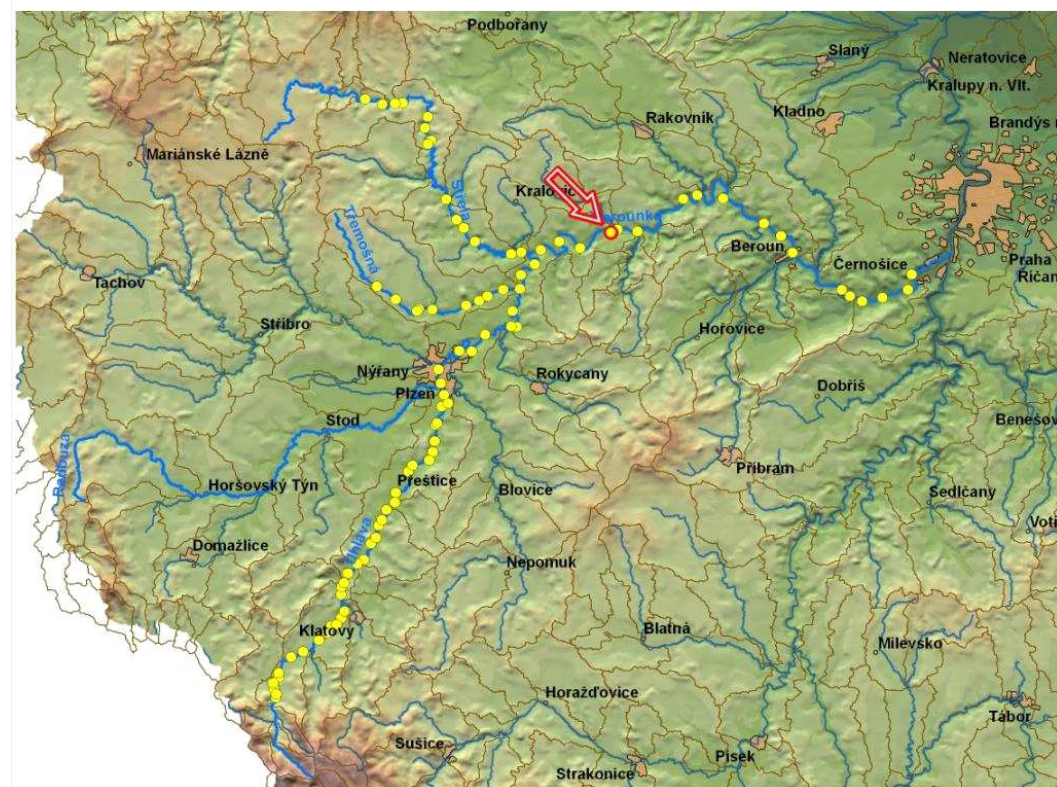 Podbořany
Slaný
Neratovice
Kralupy n. Vlt.
Kladno
Rakovník
Brandýs n
Mariánské Lázně
Střela
Třemošná
Beroun
Černošice
Praha
Říčan
Tachov
Stříbro
Hořovice
Nýřany
Rokycany
Dobříš
Plzeň
Benešov
Stod
Radbuza
Přeštice
Příbram
Horšovský Týn
Blovice
Sedlčany
Voti
Domažlice
Úhlava
Nepomuk
Klatovy
Blatná
Milevsko
Horažďovice
Tábor
Sušice
Písek
Strakonice